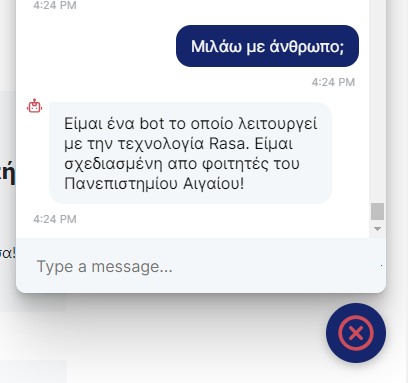 4:24 PM
Μιλάω με άνθρωπο;
4:24 PM
Είμαι ένα bot το οποίο λειτουργεί
με την τεχνολογία Rasa. Είμαι
σχεδιασμένη απο φοιτητές του
Πανεπιστημίου Αιγαίου!
4:24 PM
Type a message...